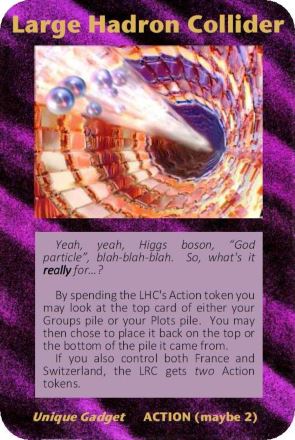 Large Hadron Collider
Yeah, yeah, Higgs boson, "God
particle", blah-blah-blah. So, what's it
really for...?
By spending the LHC's Action token you
may look at the top card of either your
Groups pile or your Plots pile. You may
then chose to place it back on the top or
the bottom of the pile it came from.
If you also control both France and
Switzerland, the LRC gets two Action
tokens.
Unique Gadget ACTION (maybe 2)